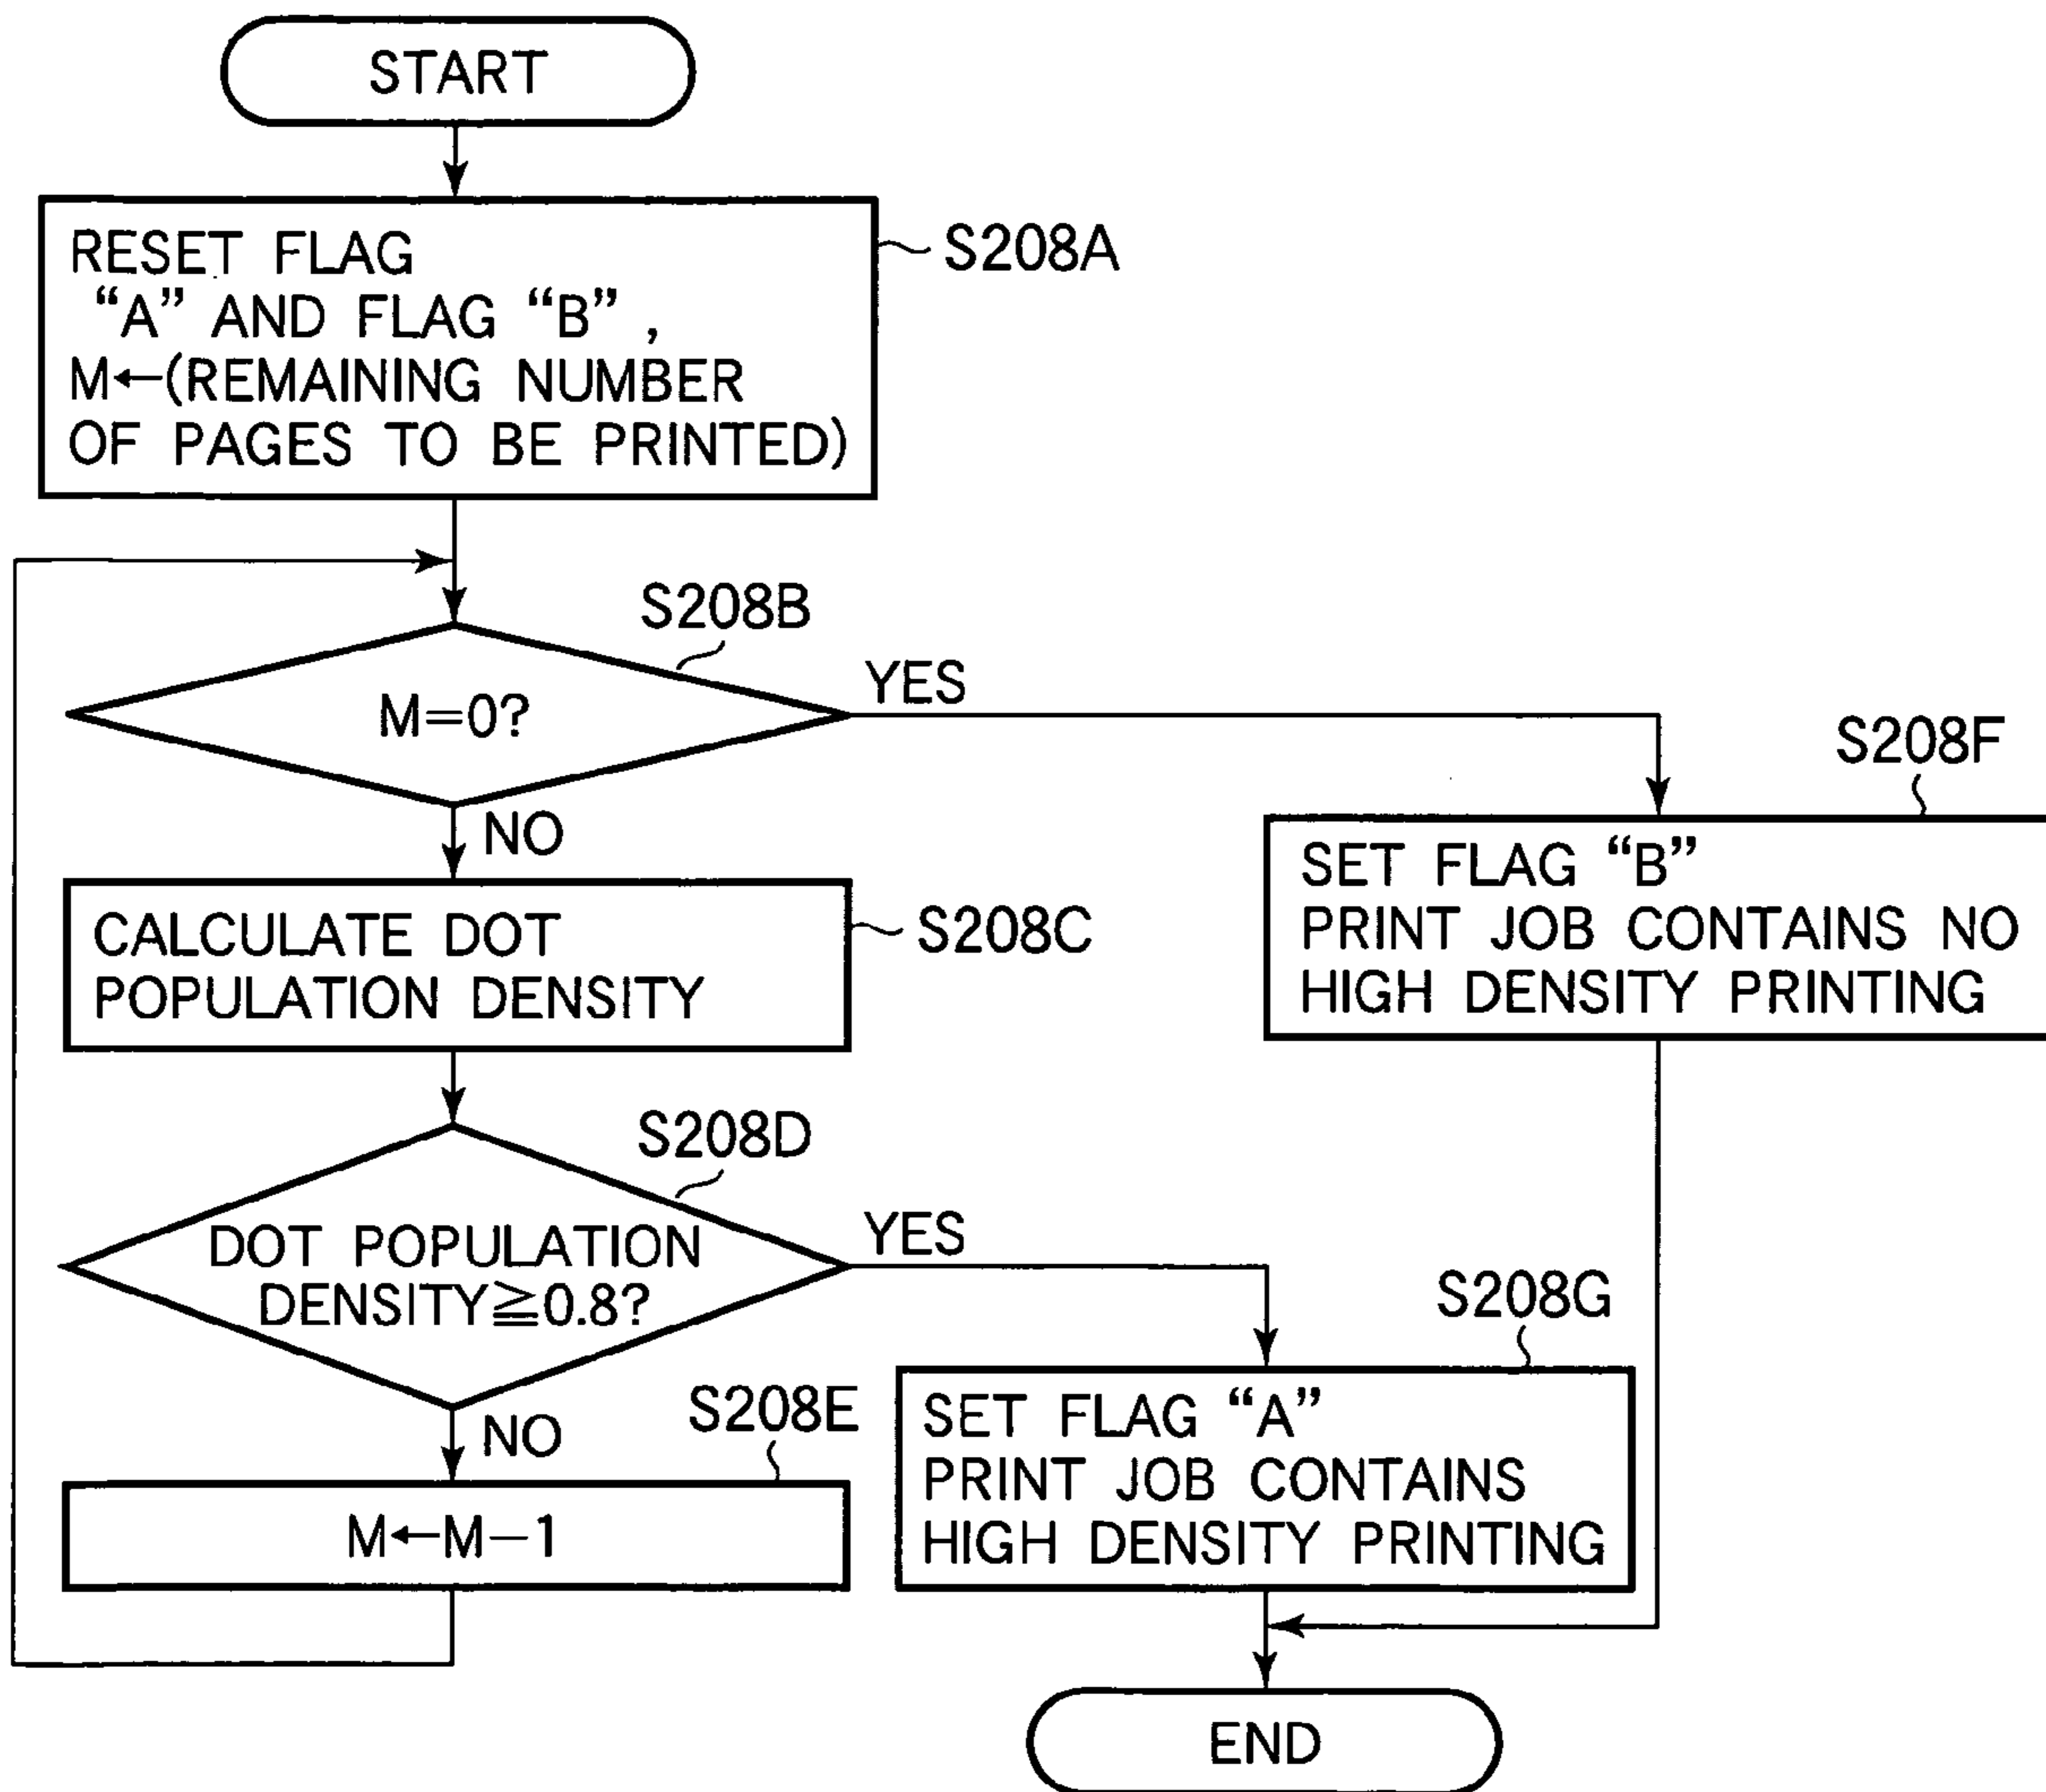 START
RESET FLAG
“A” AND FLAG “B” ,
M←(REMAINING NUMBER
OF PAGES TO BE PRINTED)
S208A
S208B
M=0?
YES
NO
S208F
SET FLAG “B”
PRINT JOB CONTAINS NO
HIGH DENSITY PRINTING
CALCULATE DOT
POPULATION DENSITY
S208C
S208D
DOT POPULATION
DENSITY≧0.8?
YES
NO
S208G
SET FLAG “A”
PRINT JOB CONTAINS
HIGH DENSITY PRINTING
S208E
M←M−1
END